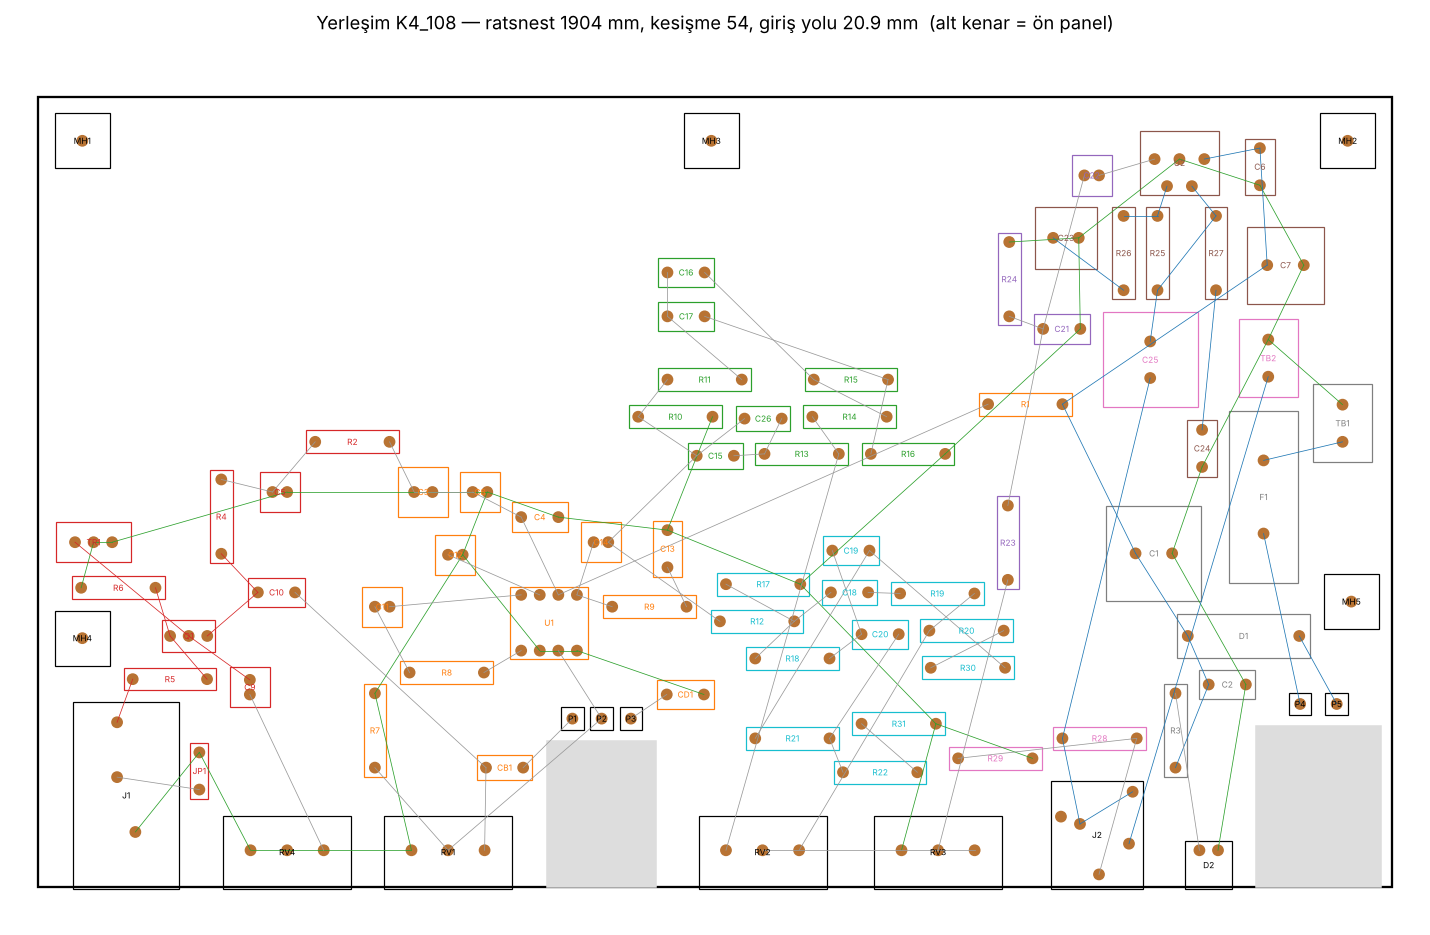 Yerleşim K4_108 — ratsnest 1904 mm, kesişme 54, giriş yolu 20.9 mm (alt kenar = ön panel)
MH1
MH3
MH2
C6
C23
R26
R25
R27
C7
C16
R24
C17
C21
C25
TB2
R11
R15
R1
R10
C26
R14
TB1
R2
C15
R13
R16
C24
R4
C4
F1
C13
C19
R23
C1
R6
C10
R17
C18
R19
MH5
R9
U1
R12
C20
R20
D1
MH4
R18
R30
R5
R8
C2
CD1
P1
P2
P3
P4
P5
R7
R31
R3
R21
R28
JP1
CB1
R22
R29
J1
J2
RV4
RV1
RV2
RV3
D2